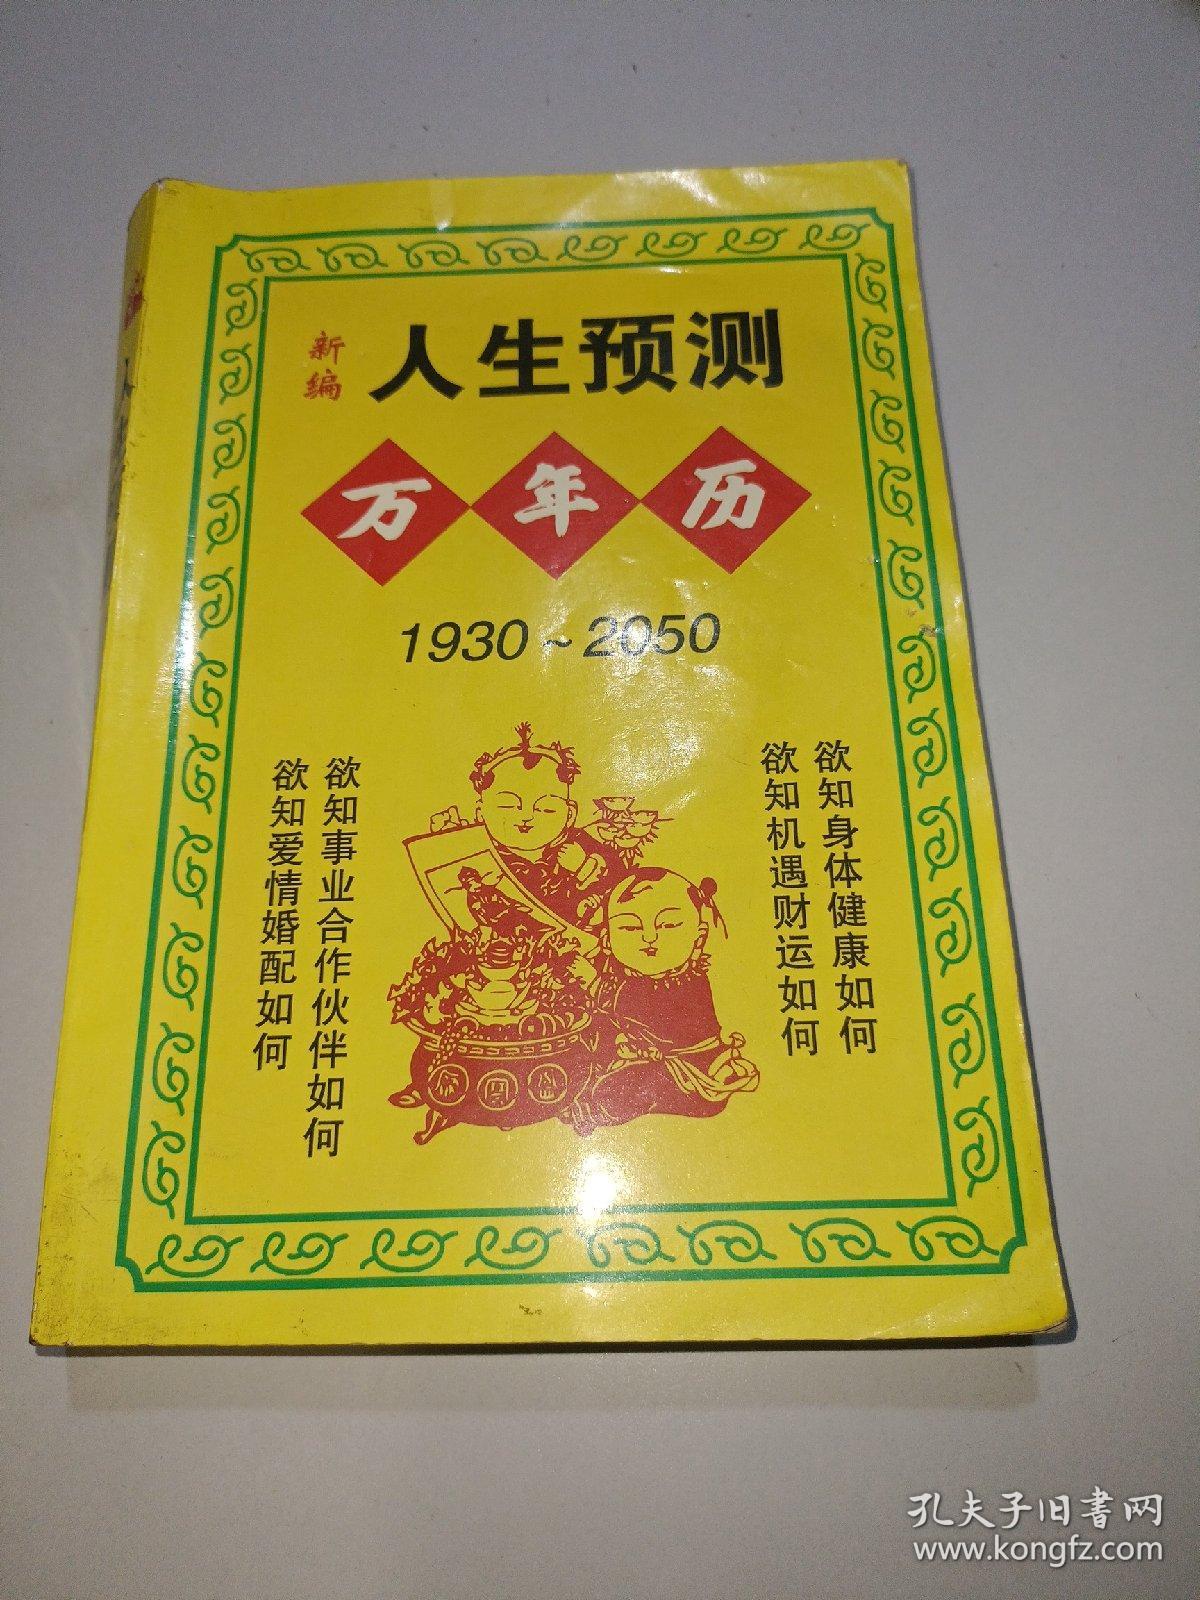 新编
人生预测
万年历
1930~2050
欲知身体健康如何
欲知机遇财运如何
欲知事业合作伙伴如何
欲知爱情婚配如何
孔夫子旧书网
www.kongfz.com